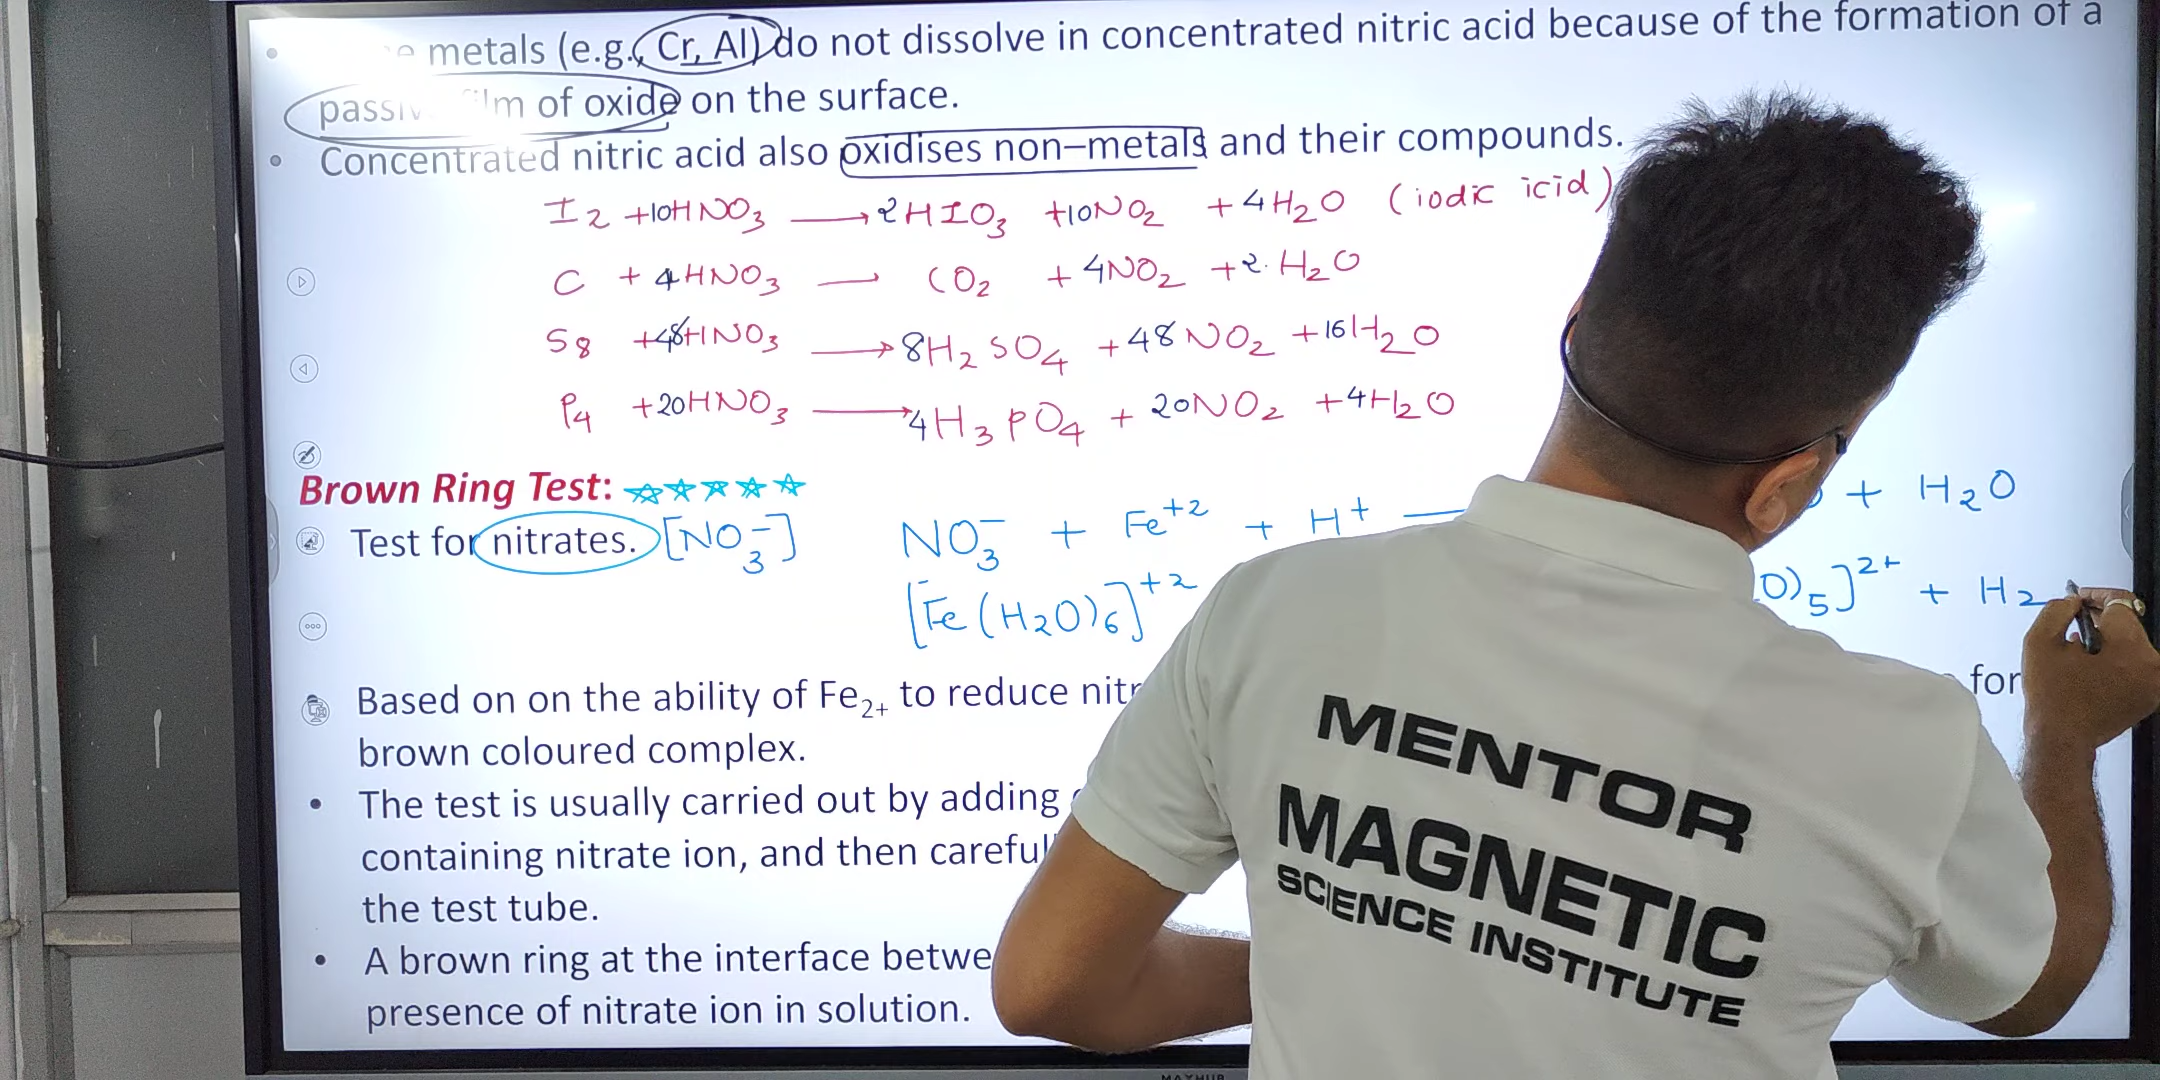 metals (e.g., Cr, Al) do not dissolve in concentrated nitric acid because of the formation of a
of oxide on the surface.
• Concentrated nitric acid also oxidises non–metals and their compounds.
I2 +10HNO3 ⟶ 2HIO3 +10NO2 +4H2O (iodic icid)
C + 4HNO3 — CO2 + 4NO2 +2 H2O
S8 +48HNO3 ⟶ 8H2SO4 +48NO2 +16H2O
P4 +20HNO3 ⟶ 4H3PO4 + 20NO2 +4H2O
Brown Ring Test: ☆☆☆☆☆
Test for nitrates. [NO3⁻] NO3⁻ + Fe⁺² + H⁺ — + H2O
[Fe(H2O)6]⁺² O)5]²⁺ + H2
Based on on the ability of Fe2+ to reduce for
brown coloured complex.
• The test is usually carried out by adding
containing nitrate ion, and then
the test tube.
• A brown ring at the interface
presence of nitrate ion in solution.
MENTOR
MAGNETIC
SCIENCE INSTITUTE
MAXHUB